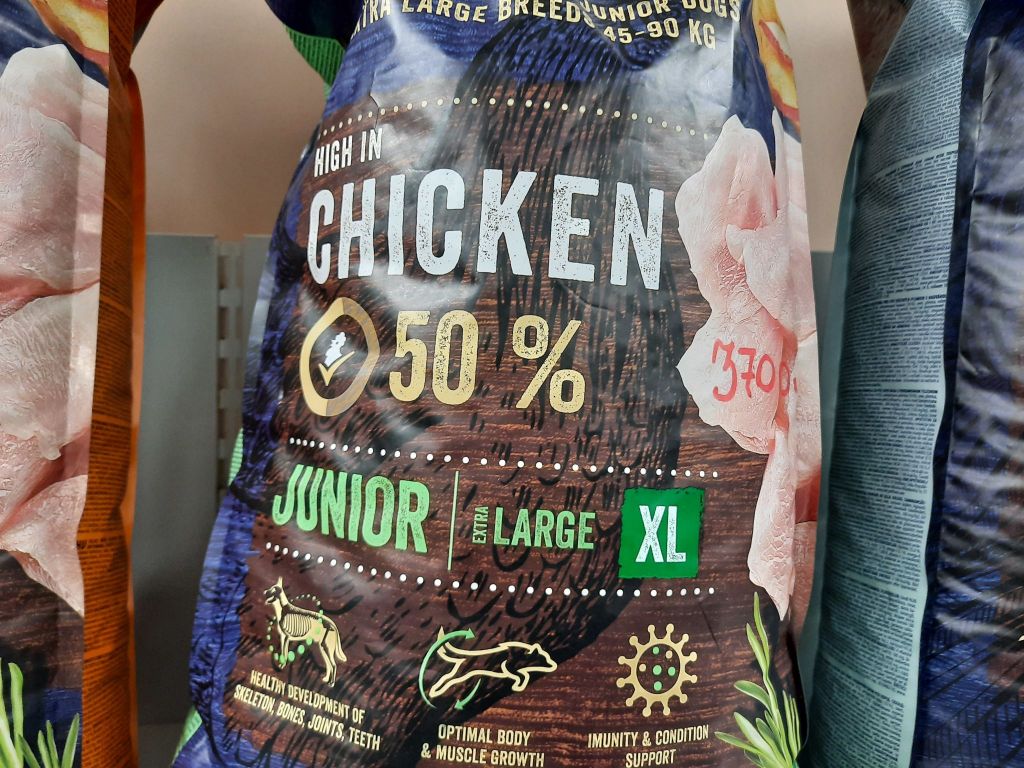 EXTRA LARGE BREEDS JUNIOR DOGS
45-90 KG
HIGH IN
CHICKEN
50 %
370р.
JUNIOR
EXTRA
LARGE
XL
HEALTHY DEVELOPMENT OF
SKELETON, BONES, JOINTS, TEETH
OPTIMAL BODY
& MUSCLE GROWTH
IMUNITY & CONDITION
SUPPORT